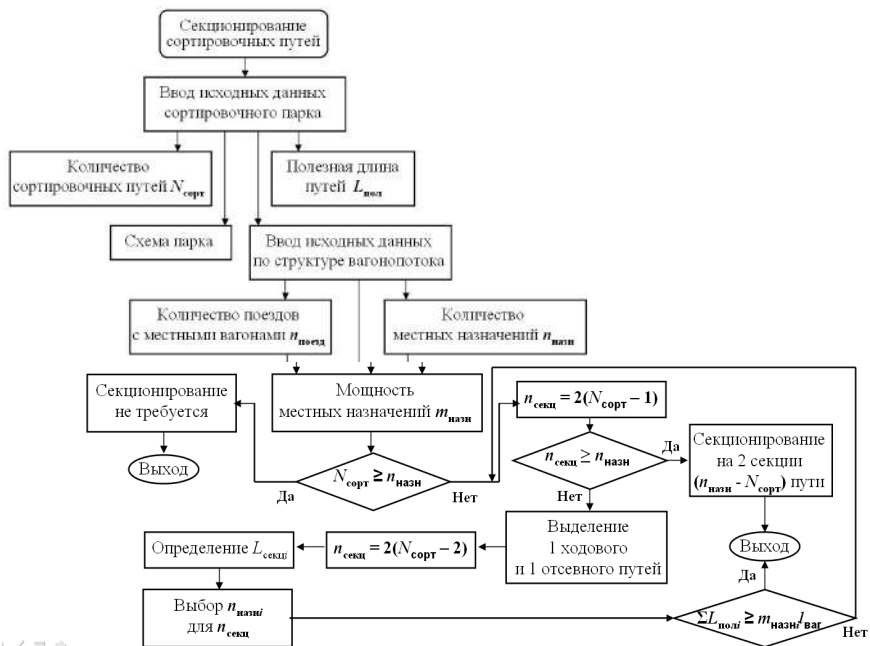 Секционирование
сортировочных путей
Ввод исходных данных
сортировочного парка
Количество
сортировочных путей Nсорт
Полезная длина
путей Lпол
Схема парка
Ввод исходных данных
по структуре вагонопотока
Количество поездов
с местными вагонами nпоезд
Количество
местных назначений nназн
Секционирование
не требуется
Мощность
местных назначений mназн
nсекц = 2(Nсорт – 1)
Выход
Nсорт ≥ nназн
Да
Нет
nсекц ≥ nназн
Да
Нет
Секционирование
на 2 секции
(nназн - Nсорт) пути
Выделение
1 ходового
и 1 отсевного путей
Выход
Определение Lсекцi
nсекц = 2(Nсорт – 2)
Да
Выбор nназнi
для nсекц
ΣLполi ≥ mназнi lваг
Нет